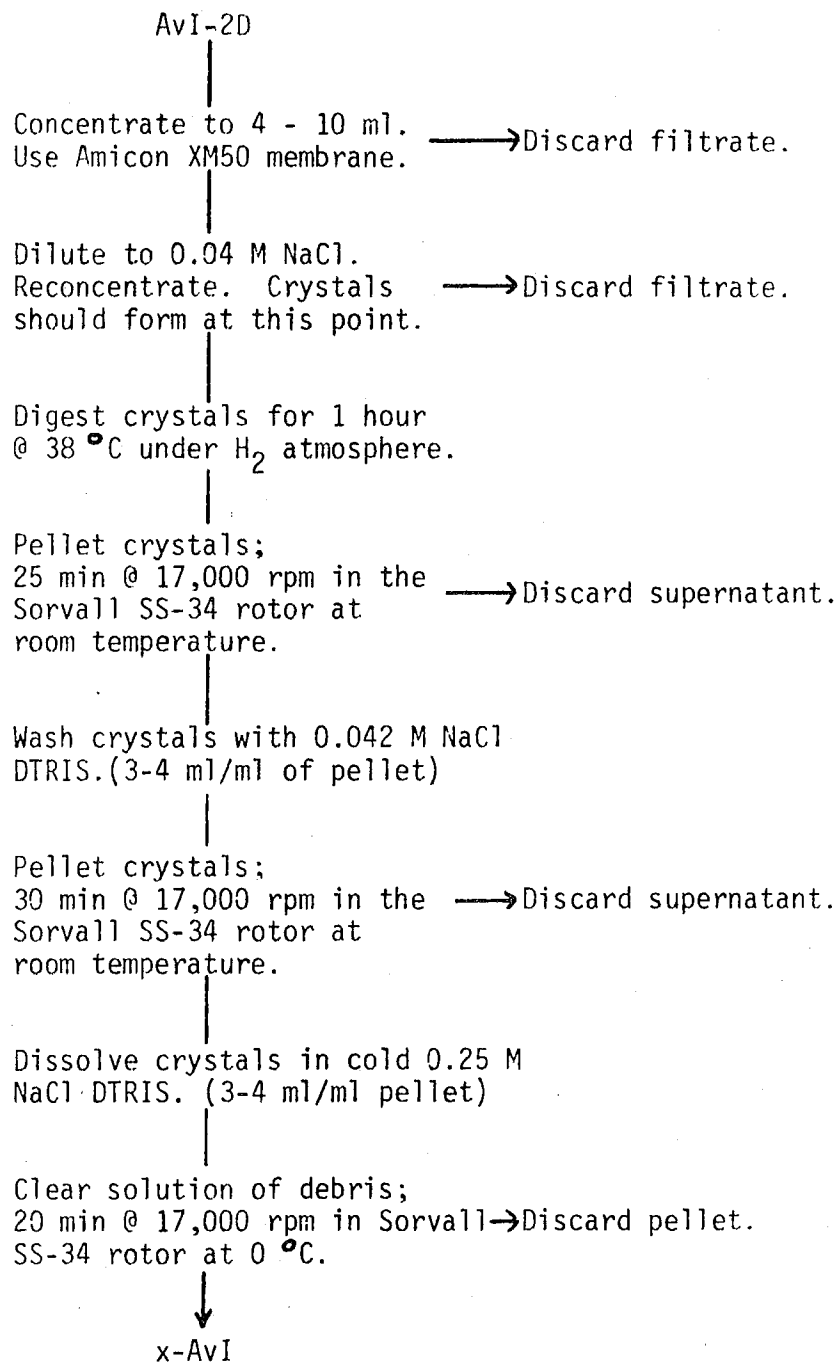 AvI-2D
Concentrate to 4 - 10 ml.
Use Amicon XM50 membrane.
Discard filtrate.
Dilute to 0.04 M NaCl.
Reconcentrate. Crystals
should form at this point.
Discard filtrate.
Digest crystals for 1 hour
@ 38 °C under H2 atmosphere.
Pellet crystals;
25 min @ 17,000 rpm in the
Sorvall SS-34 rotor at
room temperature.
Discard supernatant.
Wash crystals with 0.042 M NaCl
DTRIS.(3-4 ml/ml of pellet)
Pellet crystals;
30 min @ 17,000 rpm in the
Sorvall SS-34 rotor at
room temperature.
Discard supernatant.
Dissolve crystals in cold 0.25 M
NaCl DTRIS. (3-4 ml/ml pellet)
Clear solution of debris;
20 min @ 17,000 rpm in Sorvall
SS-34 rotor at 0 °C.
Discard pellet.
x-AvI